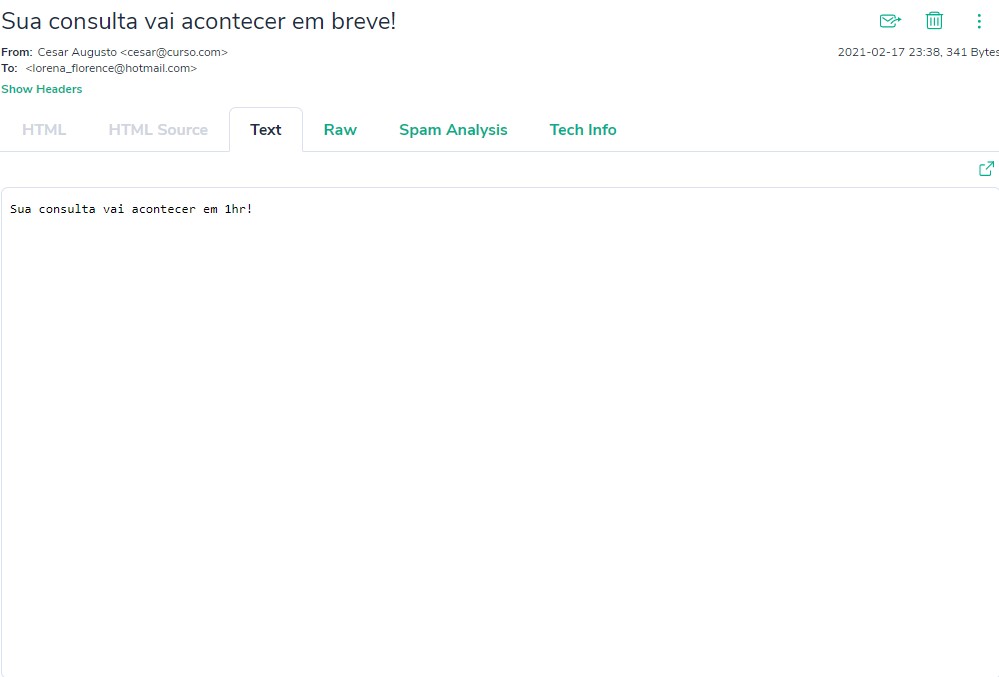 Sua consulta vai acontecer em breve!
From: Cesar Augusto <cesar@curso.com>
2021-02-17 23:38, 341 Bytes
To: <lorena_florence@hotmail.com>
Show Headers
HTML HTML Source Text Raw Spam Analysis Tech Info
Sua consulta vai acontecer em 1hr!